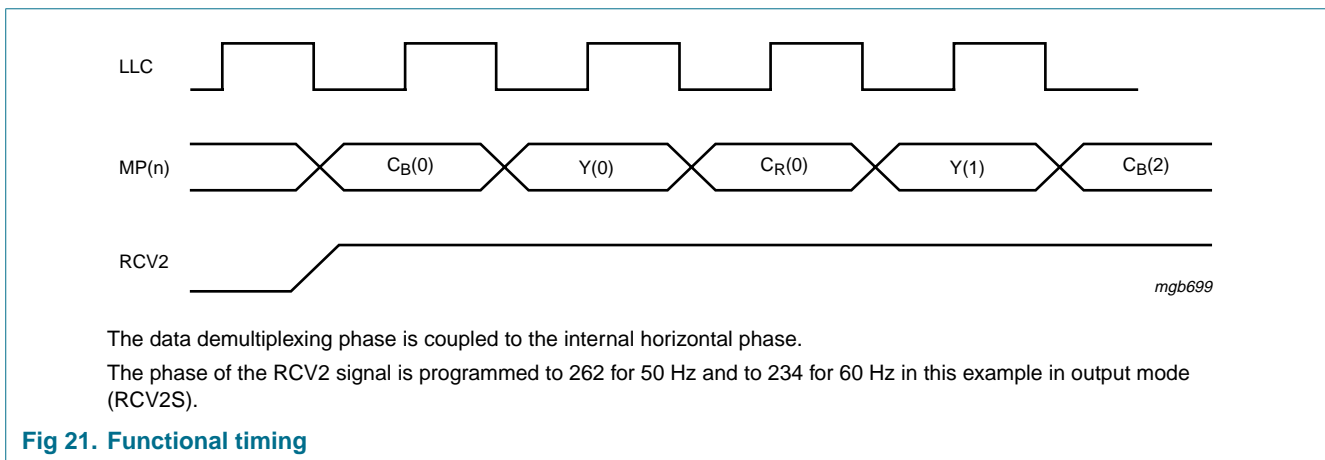 LLC
MP(n)
CB(0) Y(0) CR(0) Y(1) CB(2)
RCV2
mgb699
The data demultiplexing phase is coupled to the internal horizontal phase.
The phase of the RCV2 signal is programmed to 262 for 50 Hz and to 234 for 60 Hz in this example in output mode
(RCV2S).
Fig 21. Functional timing